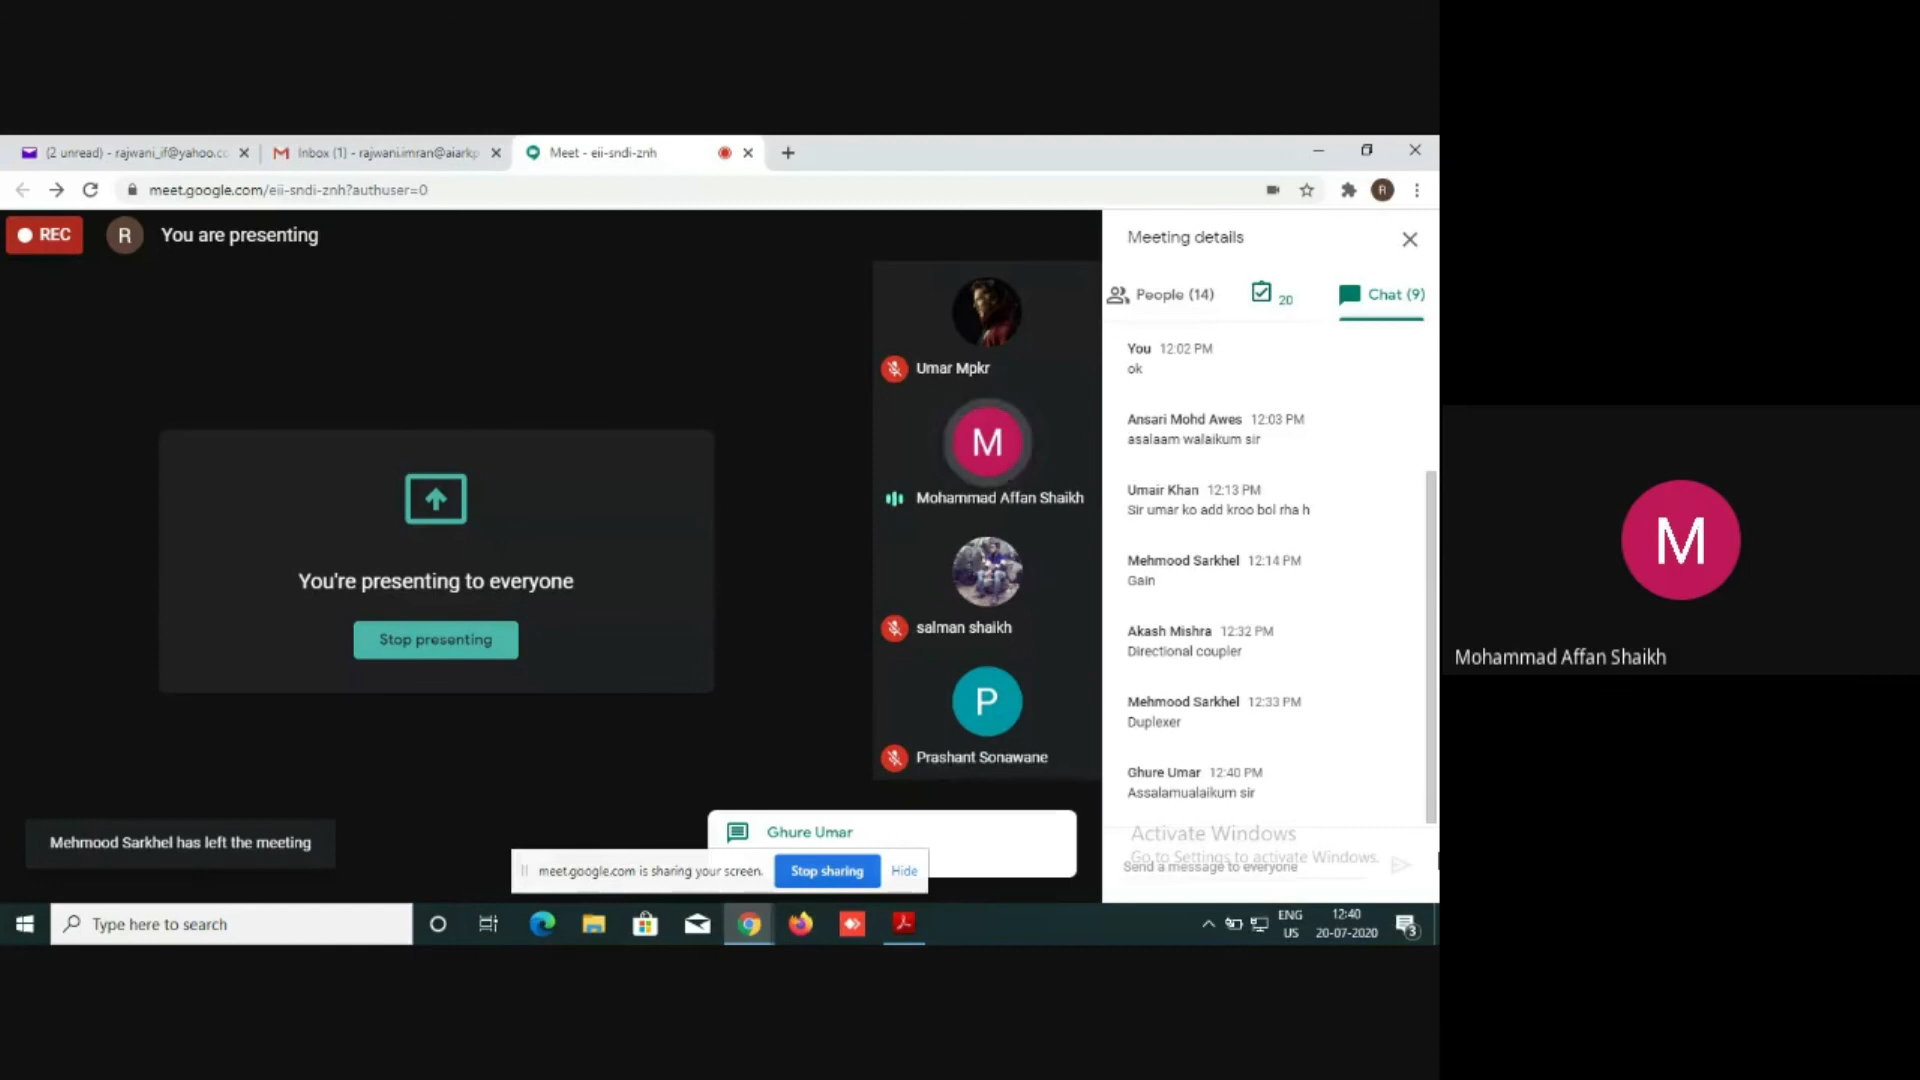 (2 unread) - rajwani_if@yahoo.co
Inbox (1) - rajwani.imran@aiarkp
Meet - eii-sndi-znh
meet.google.com/eii-sndi-znh?authuser=0
R
REC
R
You are presenting
Meeting details
People (14)
20
Chat (9)
You 12:02 PM
ok
Ansari Mohd Awes 12:03 PM
asalaam walaikum sir
Umair Khan 12:13 PM
Sir umar ko add kroo bol rha h
Mehmood Sarkhel 12:14 PM
Gain
Akash Mishra 12:32 PM
Directional coupler
Mehmood Sarkhel 12:33 PM
Duplexer
Ghure Umar 12:40 PM
Assalamualaikum sir
Activate Windows
Go to Settings to activate Windows.
Send a message to everyone
Umar Mpkr
M
Mohammad Affan Shaikh
salman shaikh
P
Prashant Sonawane
You're presenting to everyone
Stop presenting
Mehmood Sarkhel has left the meeting
Ghure Umar
meet.google.com is sharing your screen.
Stop sharing
Hide
Type here to search
ENG
US
12:40
20-07-2020
3
M
Mohammad Affan Shaikh